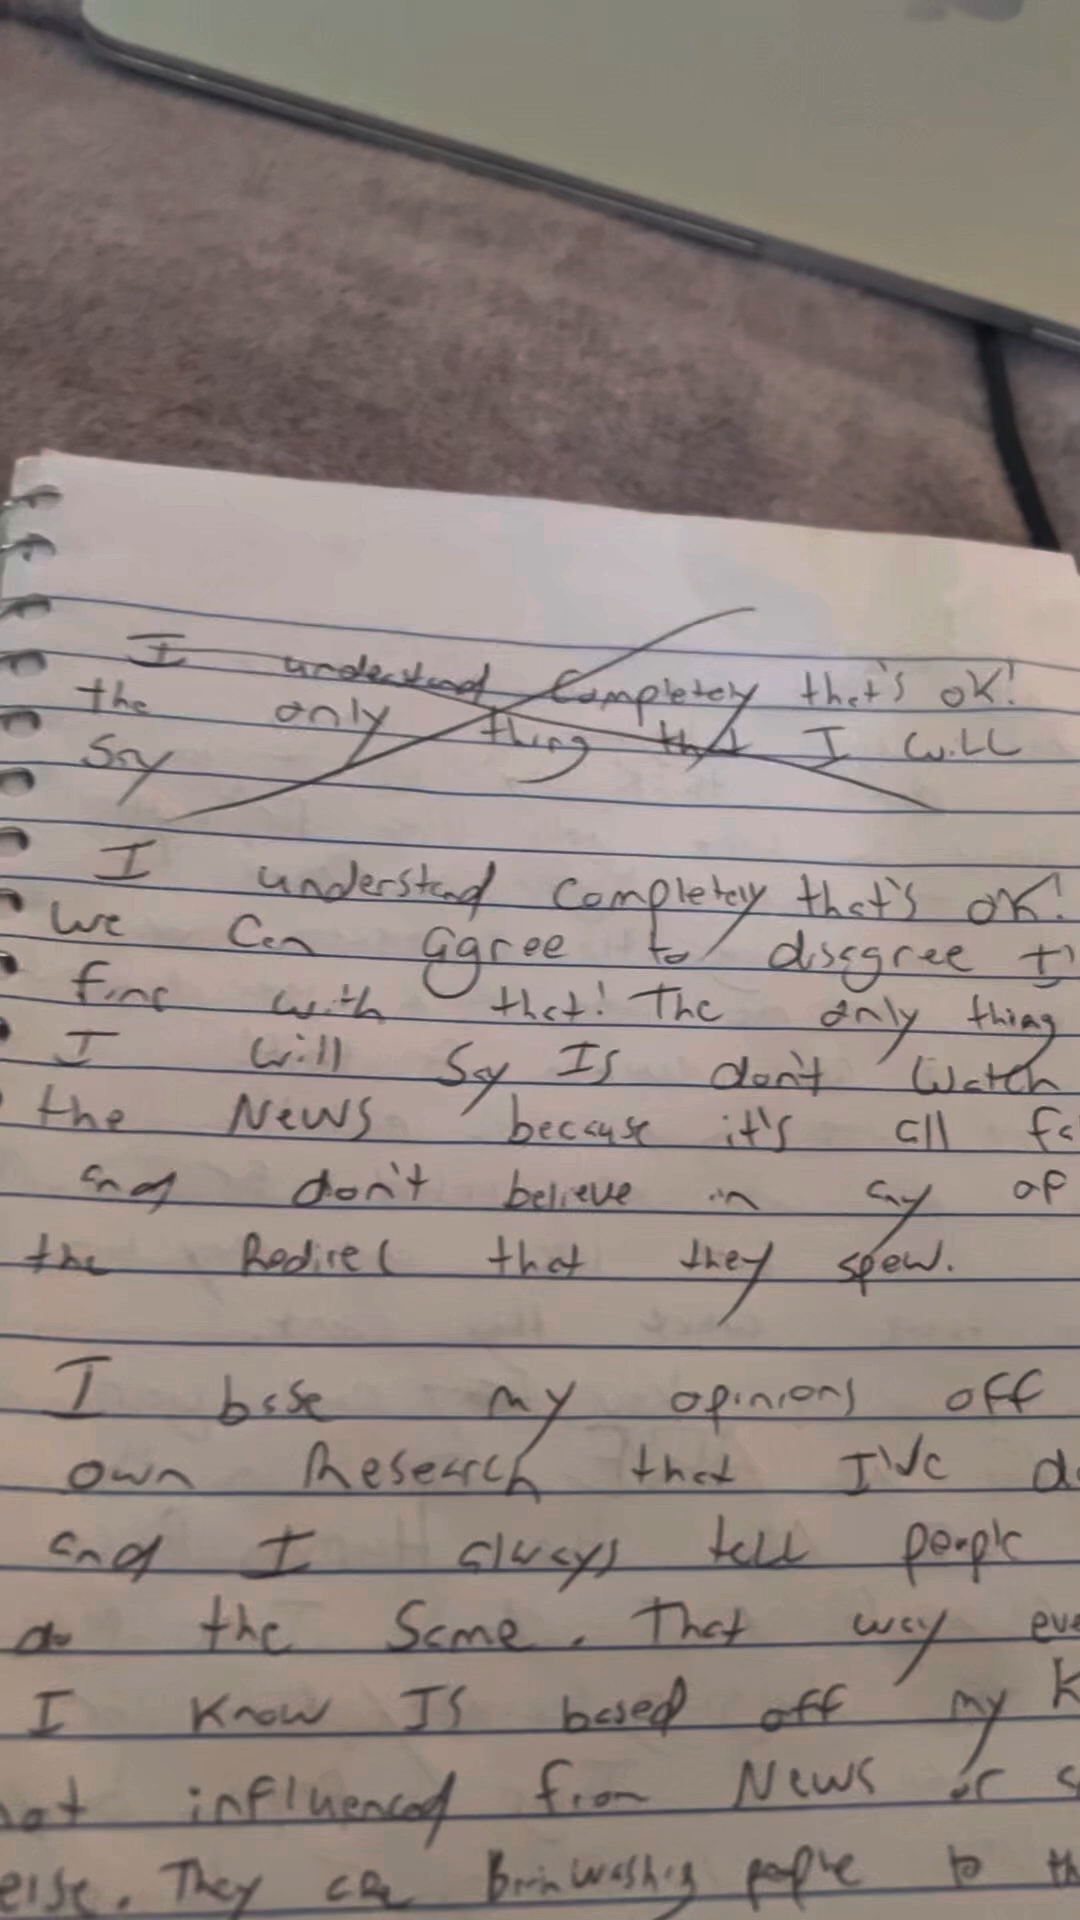 I understand Completely that's OK!
the only thing that I will
Say
I understand Completely that's OK!
we Can agree to disagree
fine with that! The only thing
I will Say Is don't Watch
the NEWS because it's all
and don't believe in any of
the that they spew.
I base my opinions off
own Research that I've
and I always tell people
do the Same. That way
I Know IS based off my
not influenced from NEWS or
else. They are Brinwashing people to